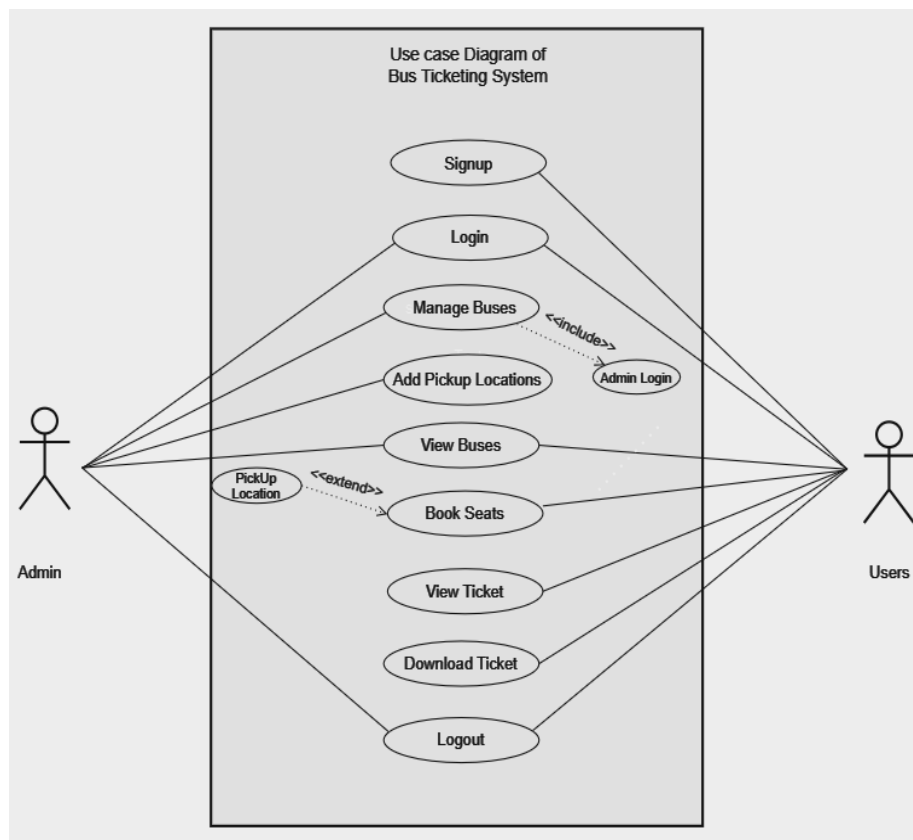 Use case Diagram of
Bus Ticketing System
Signup
Login
Manage Buses
<<include>>
Admin Login
Add Pickup Locations
View Buses
PickUp
Location
<<extend>>
Book Seats
Admin
Users
View Ticket
Download Ticket
Logout